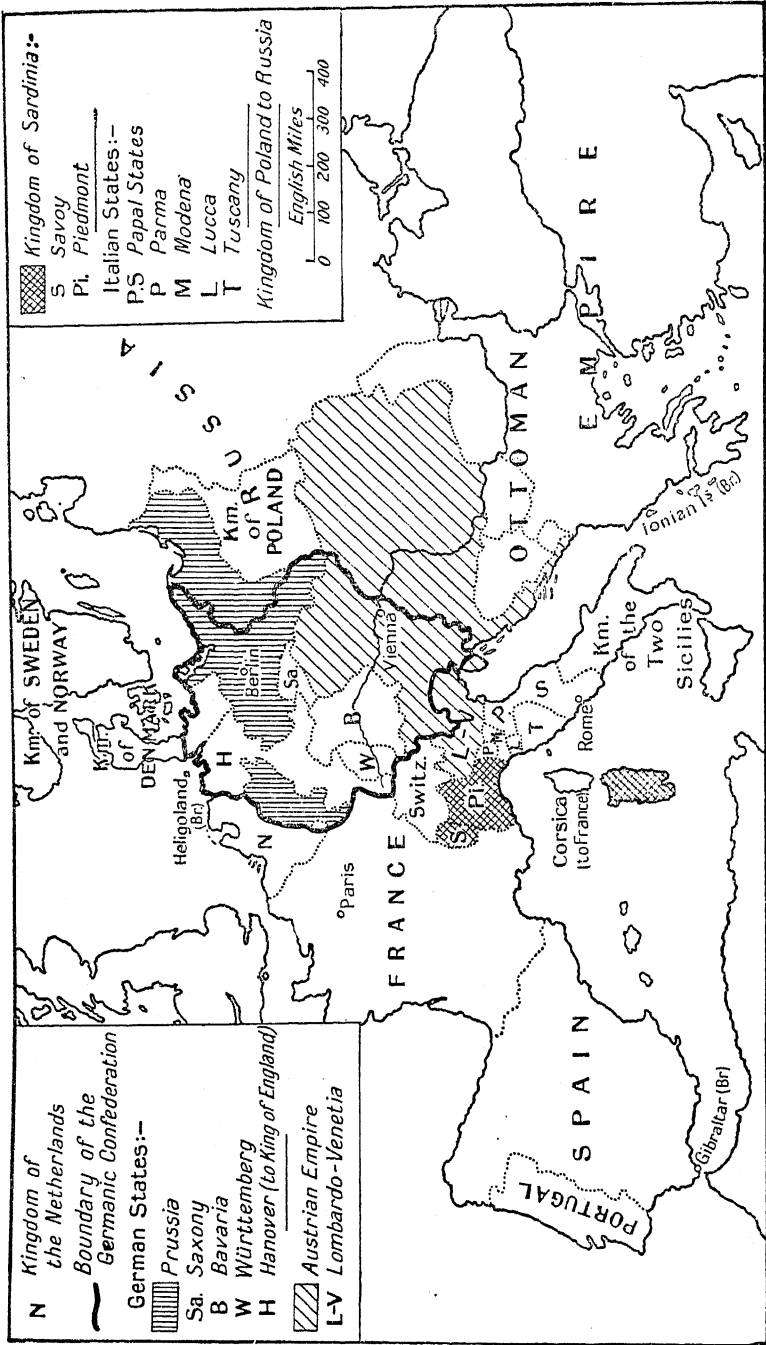 N Kingdom of
the Netherlands
Boundary of the
Germanic Confederation
German States:-
Prussia
Sa. Saxony
B Bavaria
W Württemberg
H Hanover (to King of England)
Austrian Empire
L-V Lombardo-Venetia
Kingdom of Sardinia:-
S Savoy
Pi. Piedmont
Italian States:-
P.S Papal States
P Parma
M Modena
L Lucca
T Tuscany
Kingdom of Poland to Russia
English Miles
0 100 200 300 400
Km. of SWEDEN
and NORWAY
Km.
of
DENMARK
Heligoland
(Br)
N
H
Berlin
Sa.
Km.
of
POLAND
RUSSIA
Paris
FRANCE
W
B
Vienna
Switz.
L-
S
Pi
P
M
L
T
P
S
Rome
Corsica
(to France)
Km.
of the
Two
Sicilies
OTTOMAN
EMPIRE
Ionian Is (Br.)
SPAIN
PORTUGAL
Gibraltar (Br)